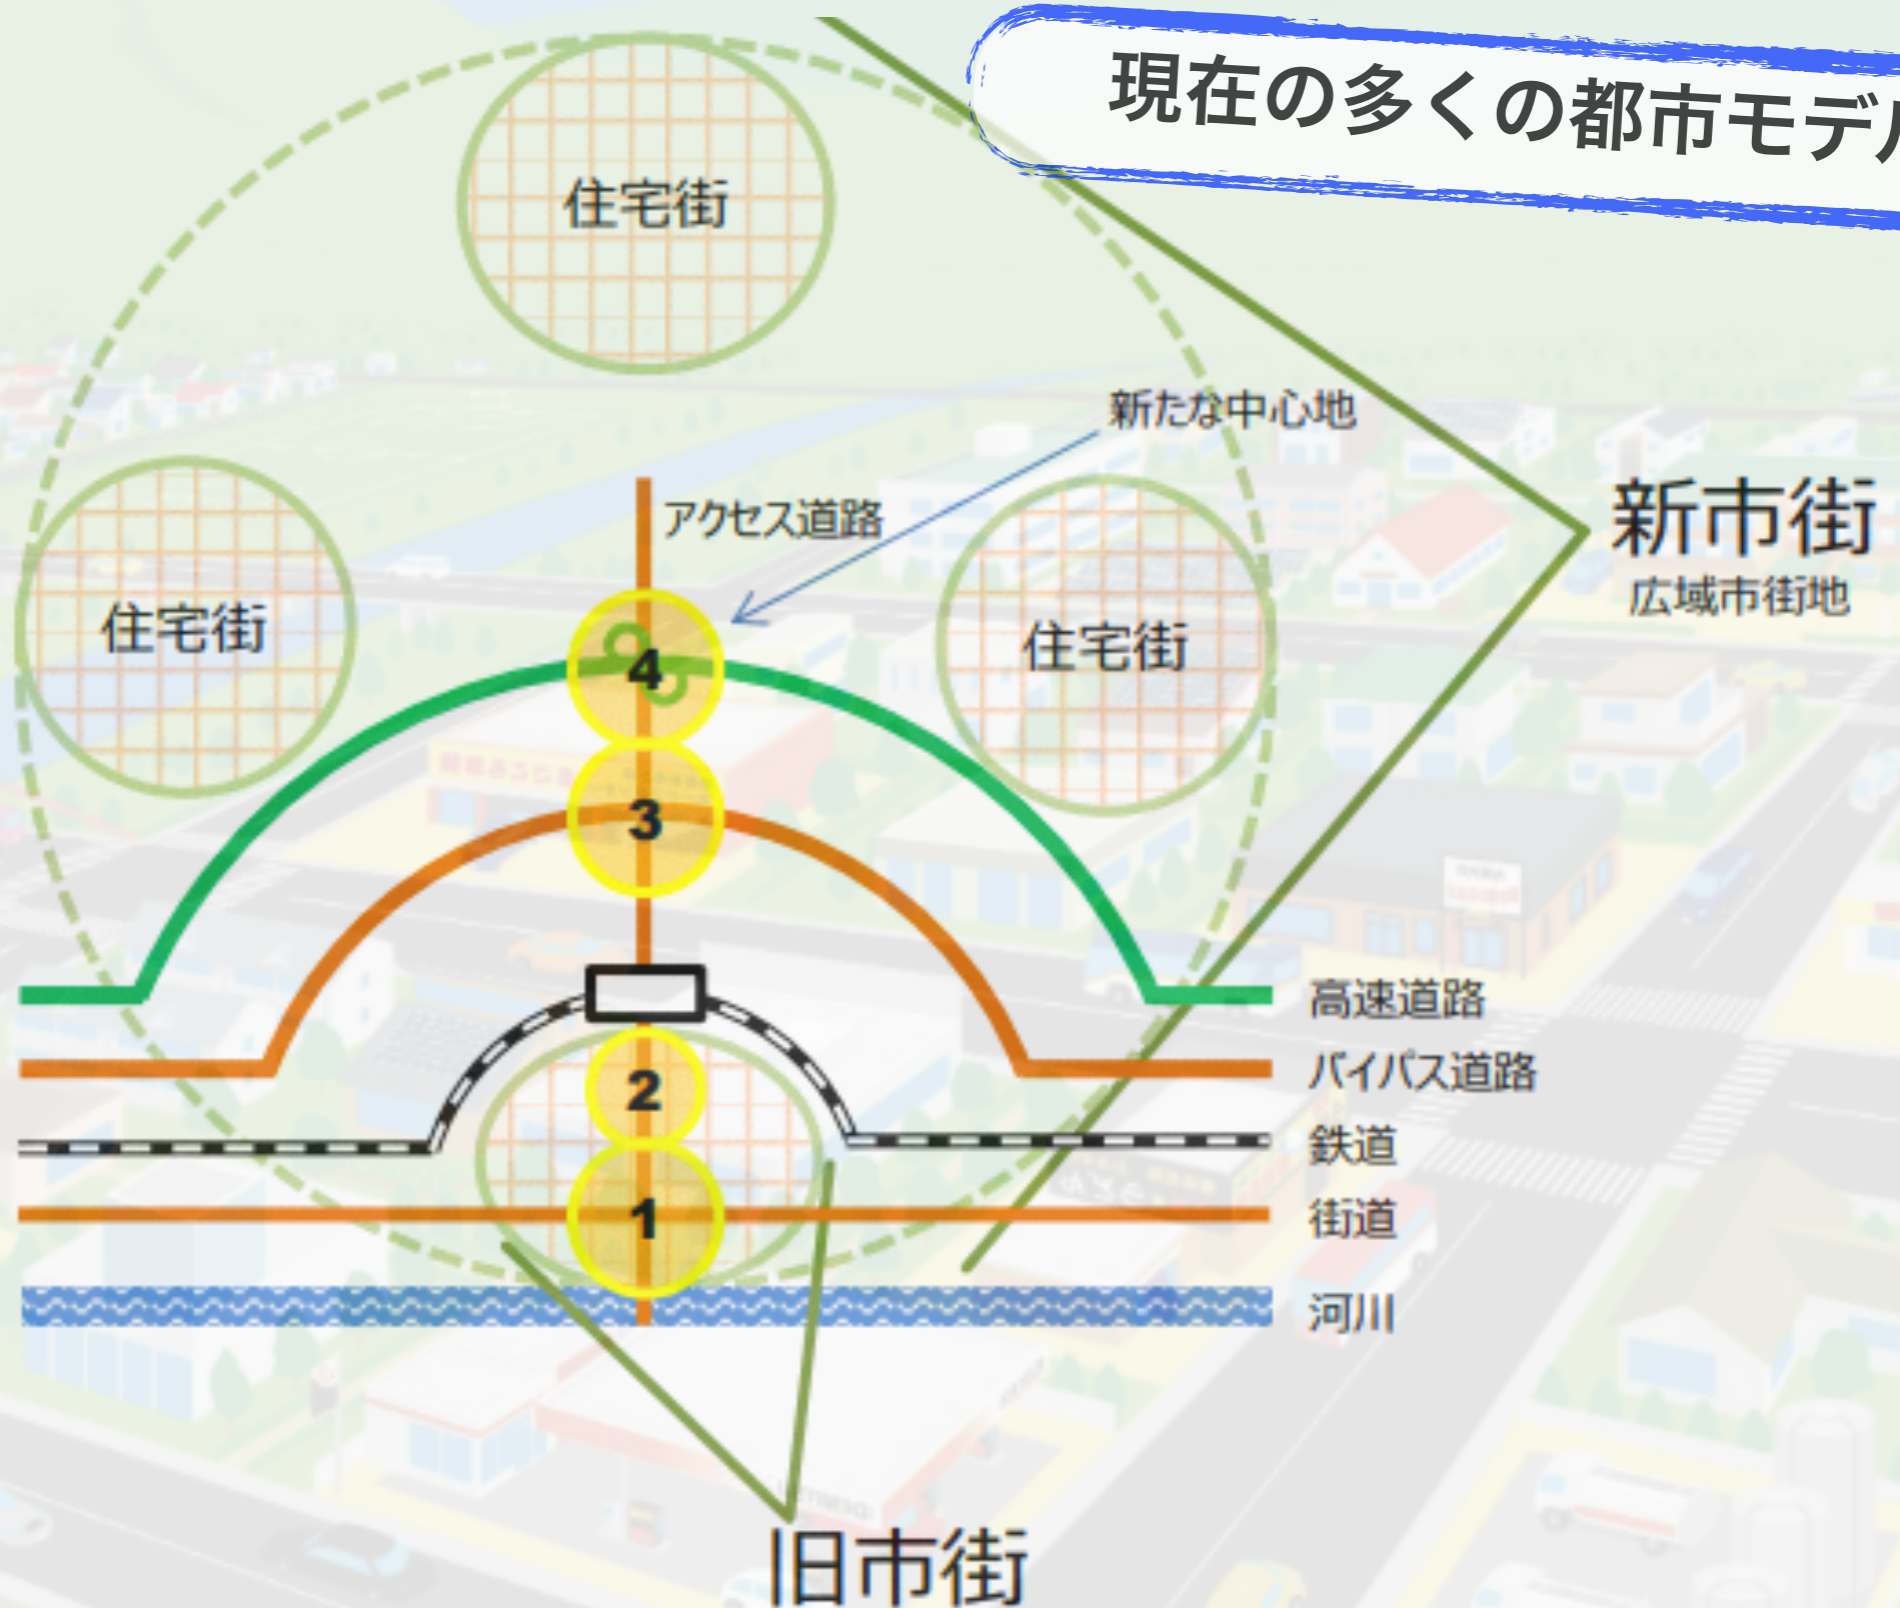 現在の多くの都市モデル
住宅街
新たな中心地
アクセス道路
新市街
広域市街地
住宅街
住宅街
4
3
2
1
高速道路
バイパス道路
鉄道
街道
河川
旧市街